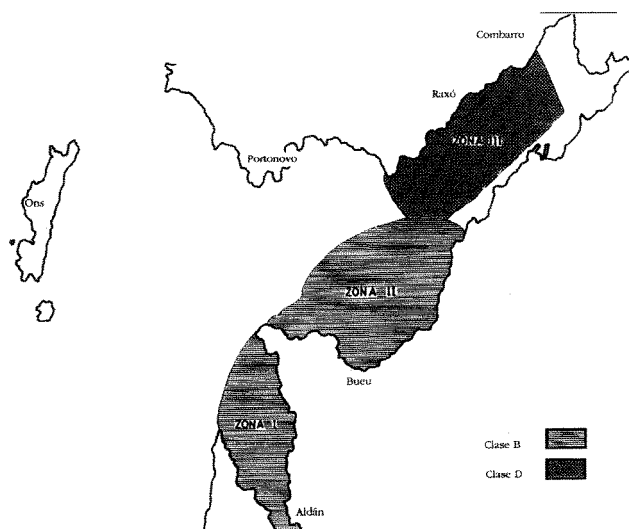 Combarro
Raxó
ZONA III
Portonovo
Ons
ZONA II
Bueu
ZONA I
Aldán
Clase B
Clase D